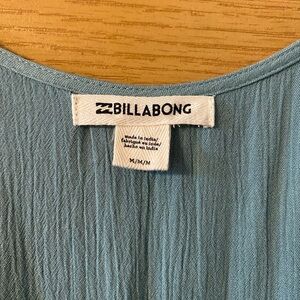 BILLABONG
made in India/
fabriqué en Inde/
hecho en India
M/M/M